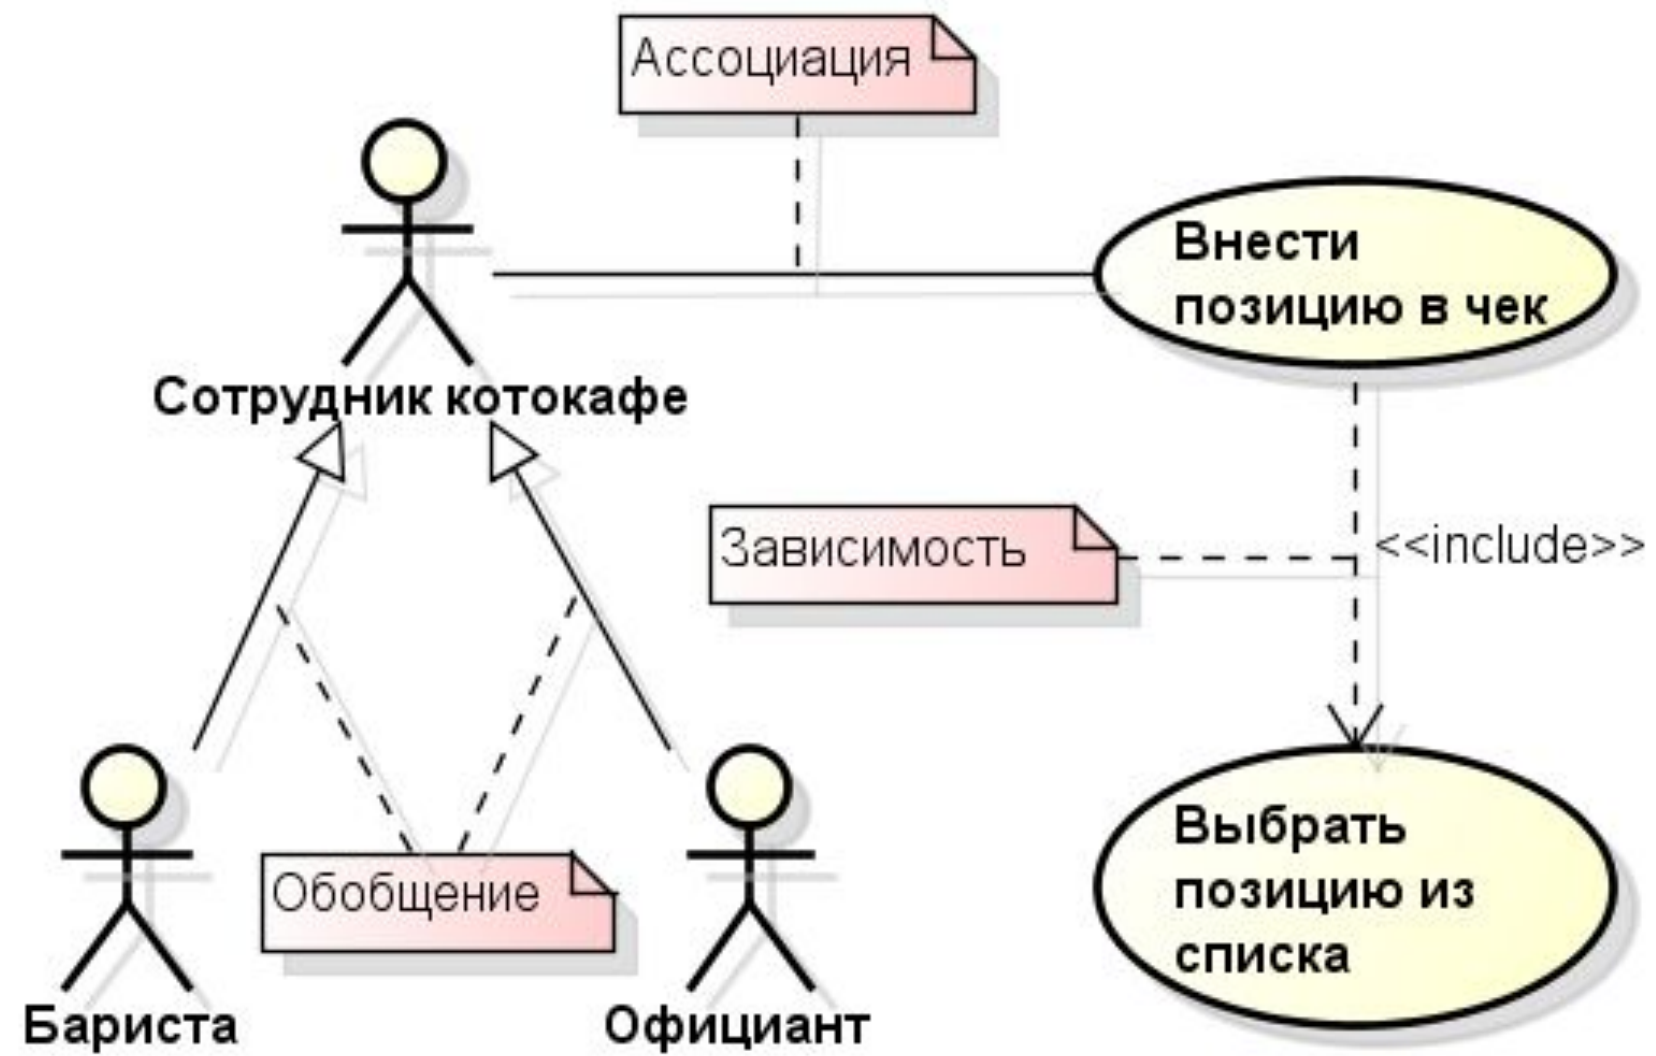 Ассоциация
Внести
позицию в чек
Сотрудник котокафе
Зависимость
<<include>>
Выбрать
позицию из
списка
Обобщение
Бариста
Официант